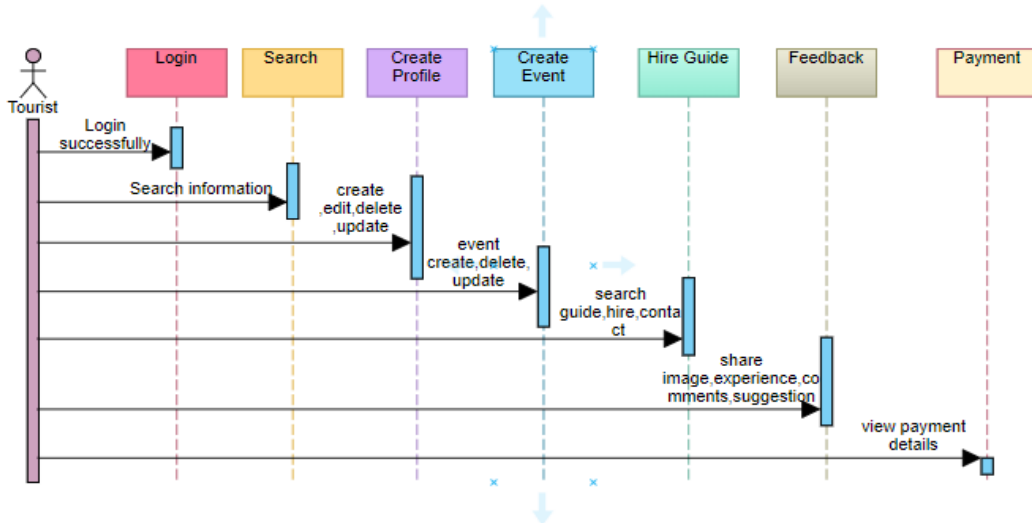 Login
Search
Create
Profile
Create
Event
Hire Guide
Feedback
Payment
Tourist
Login
successfully
Search information
create
,edit,delete
,update
event
create,delete,
update
search
guide,hire,conta
ct
share
image,experience,co
mments,suggestion
view payment
details